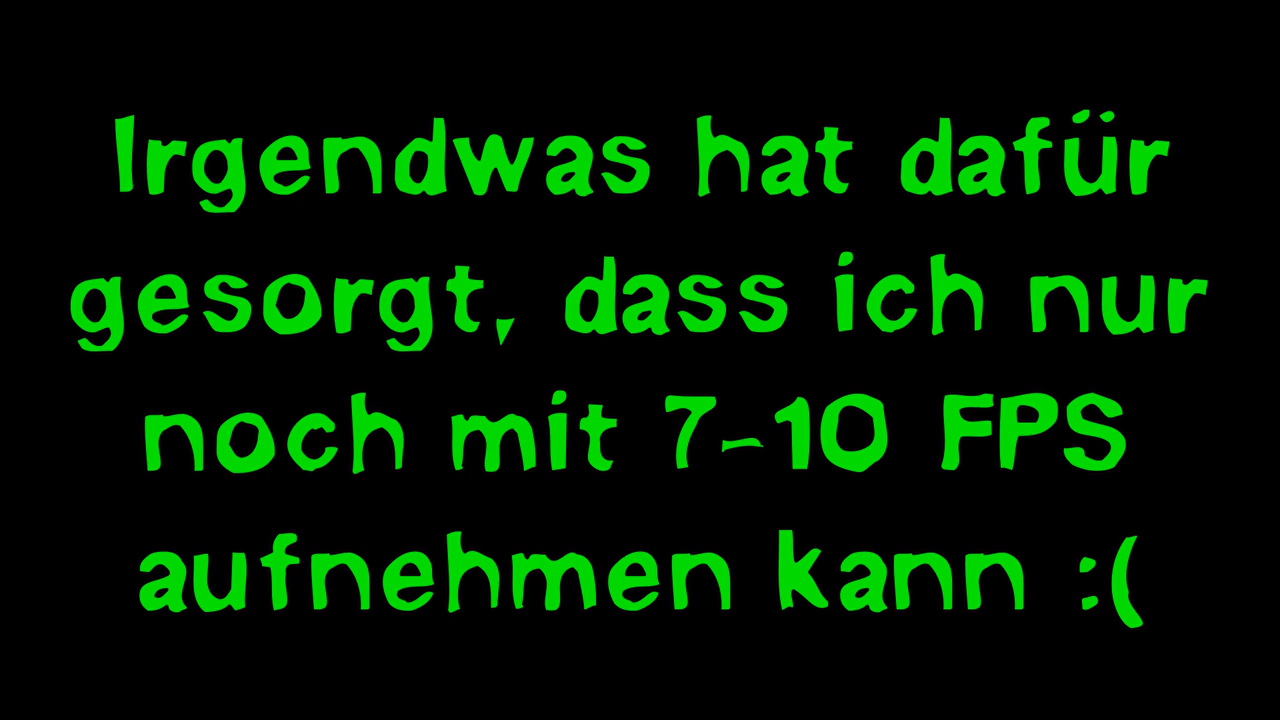 Irgendwas hat dafür
gesorgt, dass ich nur
noch mit 7-10 FPS
aufnehmen kann :(